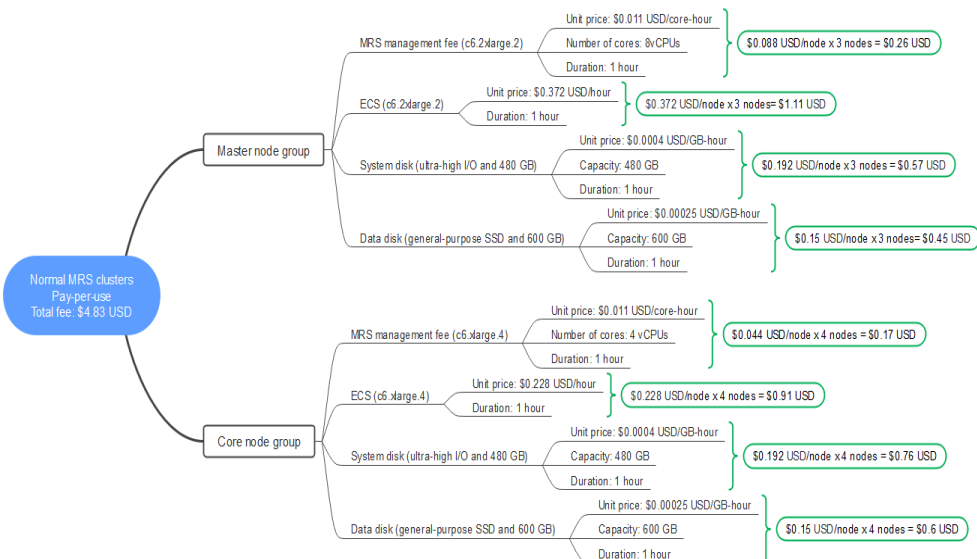 Normal MRS clusters
Pay-per-use
Total fee: $4.83 USD
Master node group
MRS management fee (c6.2xlarge.2)
Unit price: $0.011 USD/core-hour
Number of cores: 8vCPUs
Duration: 1 hour
$0.088 USD/node x 3 nodes = $0.26 USD
ECS (c6.2xlarge.2)
Unit price: $0.372 USD/hour
Duration: 1 hour
$0.372 USD/node x 3 nodes= $1.11 USD
System disk (ultra-high I/O and 480 GB)
Unit price: $0.0004 USD/GB-hour
Capacity: 480 GB
Duration: 1 hour
$0.192 USD/node x 3 nodes = $0.57 USD
Data disk (general-purpose SSD and 600 GB)
Unit price: $0.00025 USD/GB-hour
Capacity: 600 GB
Duration: 1 hour
$0.15 USD/node x 3 nodes= $0.45 USD
Core node group
MRS management fee (c6.xlarge.4)
Unit price: $0.011 USD/core-hour
Number of cores: 4 vCPUs
Duration: 1 hour
$0.044 USD/node x 4 nodes = $0.17 USD
ECS (c6.xlarge.4)
Unit price: $0.228 USD/hour
Duration: 1 hour
$0.228 USD/node x 4 nodes = $0.91 USD
System disk (ultra-high I/O and 480 GB)
Unit price: $0.0004 USD/GB-hour
Capacity: 480 GB
Duration: 1 hour
$0.192 USD/node x 4 nodes = $0.76 USD
Data disk (general-purpose SSD and 600 GB)
Unit price: $0.00025 USD/GB-hour
Capacity: 600 GB
Duration: 1 hour
$0.15 USD/node x 4 nodes = $0.6 USD